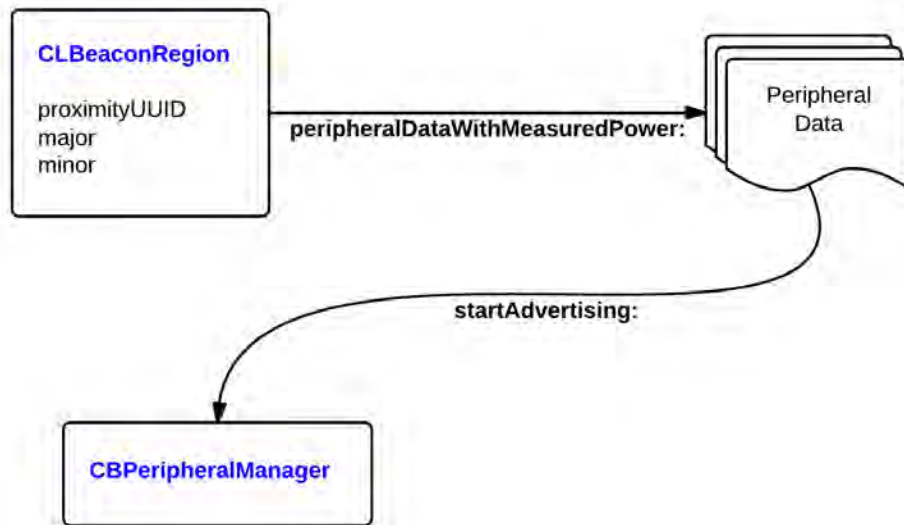 CLBeaconRegion
proximityUUID
major
minor
peripheralDataWithMeasuredPower:
Peripheral
Data
startAdvertising:
CBPeripheralManager